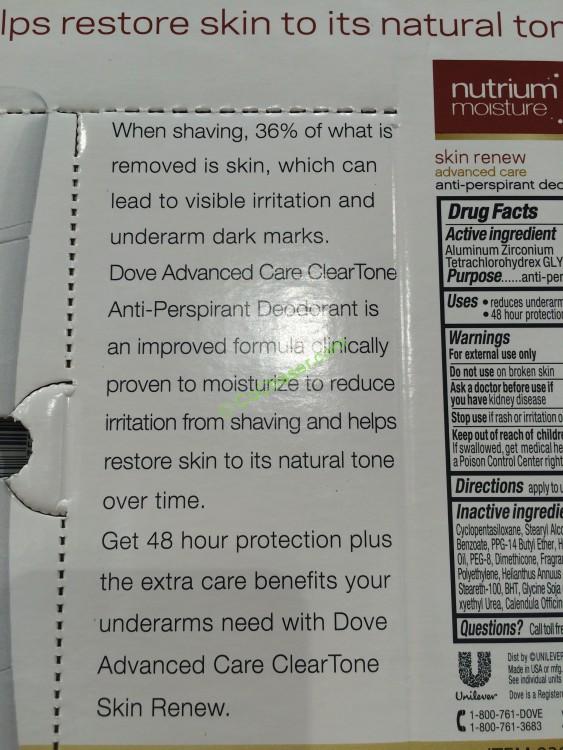 lps restore skin to its natural ton
When shaving, 36% of what is
removed is skin, which can
lead to visible irritation and
underarm dark marks.
Dove Advanced Care ClearTone
Anti-Perspirant Deodorant is
an improved formula clinically
proven to moisturize to reduce
irritation from shaving and helps
restore skin to its natural tone
over time.
Get 48 hour protection plus
the extra care benefits your
underarms need with Dove
Advanced Care ClearTone
Skin Renew.
nutrium
moisture
skin renew
advanced care
anti-perspirant deo
Drug Facts
Active ingredient
Aluminum Zirconium
Tetrachlorohydrex GLY
Purpose......anti-per
Uses • reduces underarm
• 48 hour protectio
Warnings
For external use only
Do not use on broken skin
Ask a doctor before use if
you have kidney disease
Stop use if rash or irritation o
Keep out of reach of childre
If swallowed, get medical he
a Poison Control Center right
Directions apply to u
Inactive ingredie
Cyclopentasiloxane, Stearyl Alco
Benzoate, PPG-14 Butyl Ether, H
Oil, PEG-8, Dimethicone, Fragra
Polyethylene, Helianthus Annuus
Steareth-100, BHT, Glycine Soja
xyethyl Urea, Calendula Officin
Questions? Call toll fre
Unilever
Dist by © UNILEVER
Made in USA or mfg.
See individual units
Dove is a Register
1-800-761-DOVE
1-800-761-3683